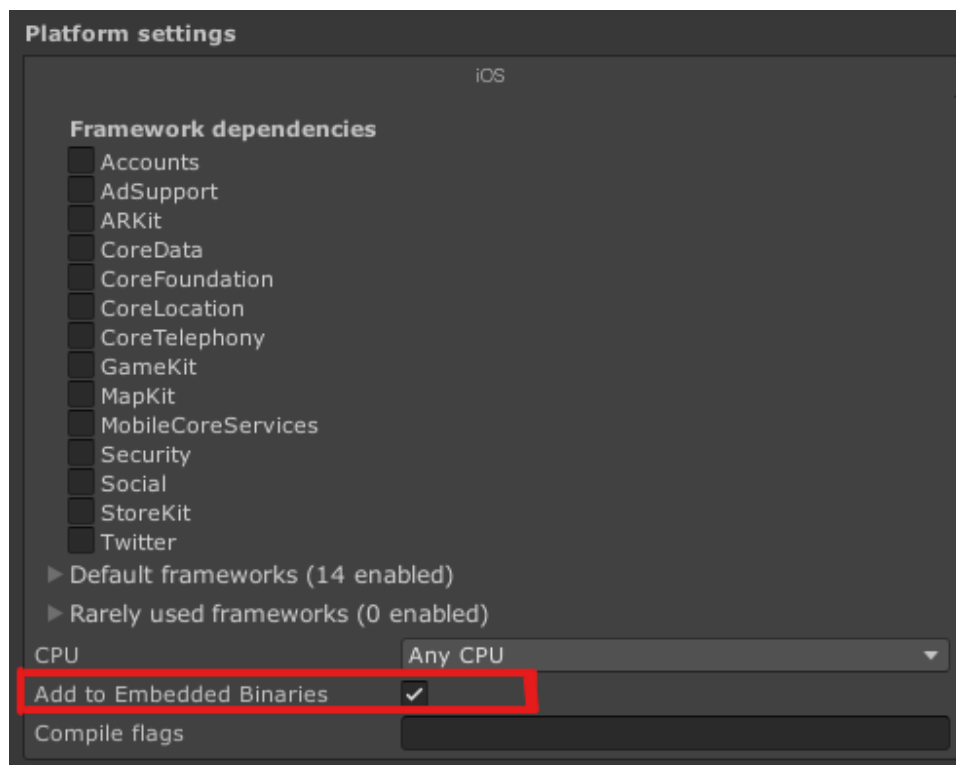 Platform settings
iOS
Framework dependencies
Accounts
AdSupport
ARKit
CoreData
CoreFoundation
CoreLocation
CoreTelephony
GameKit
MapKit
MobileCoreServices
Security
Social
StoreKit
Twitter
Default frameworks (14 enabled)
Rarely used frameworks (0 enabled)
CPU Any CPU
Add to Embedded Binaries
Compile flags